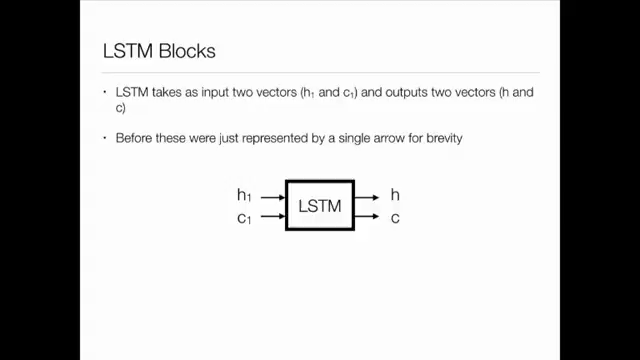 LSTM Blocks
• LSTM takes as input two vectors (h₁ and c₁) and outputs two vectors (h and
c)
• Before these were just represented by a single arrow for brevity
h₁ LSTM h
c₁ c